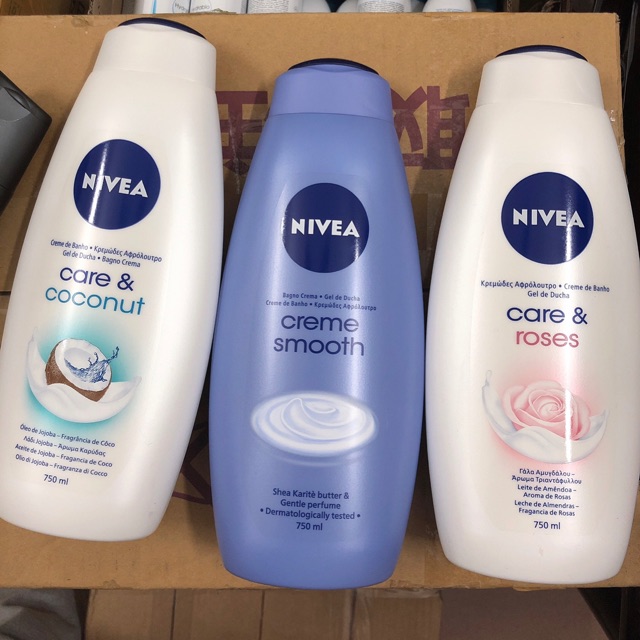 NIVEA
Creme de Banho • Κρεμώδες Αφρόλουτρο
Gel de Ducha • Bagno Crema
care &
coconut
Óleo de Jojoba – Fragrância de Côco
Λάδι Jojoba – Άρωμα Καρύδας
Aceite de Jojoba – Fragancia de Coco
Olio di Jojoba – Fragranza di Cocco
750 ml
NIVEA
Bagno Crema • Gel de Ducha
Creme de Banho • Κρεμώδες Αφρόλουτρο
creme
smooth
Shea Karité butter &
Gentle perfume
• Dermatologically tested •
750 ml
NIVEA
Κρεμώδες Αφρόλουτρο • Creme de Banho
Gel de Ducha
care &
roses
Γάλα Αμυγδάλου –
Άρωμα Τριαντάφυλλου
Leite de Amêndoa –
Aroma de Rosas
Leche de Almendras –
Fragancia de Rosas
750 ml